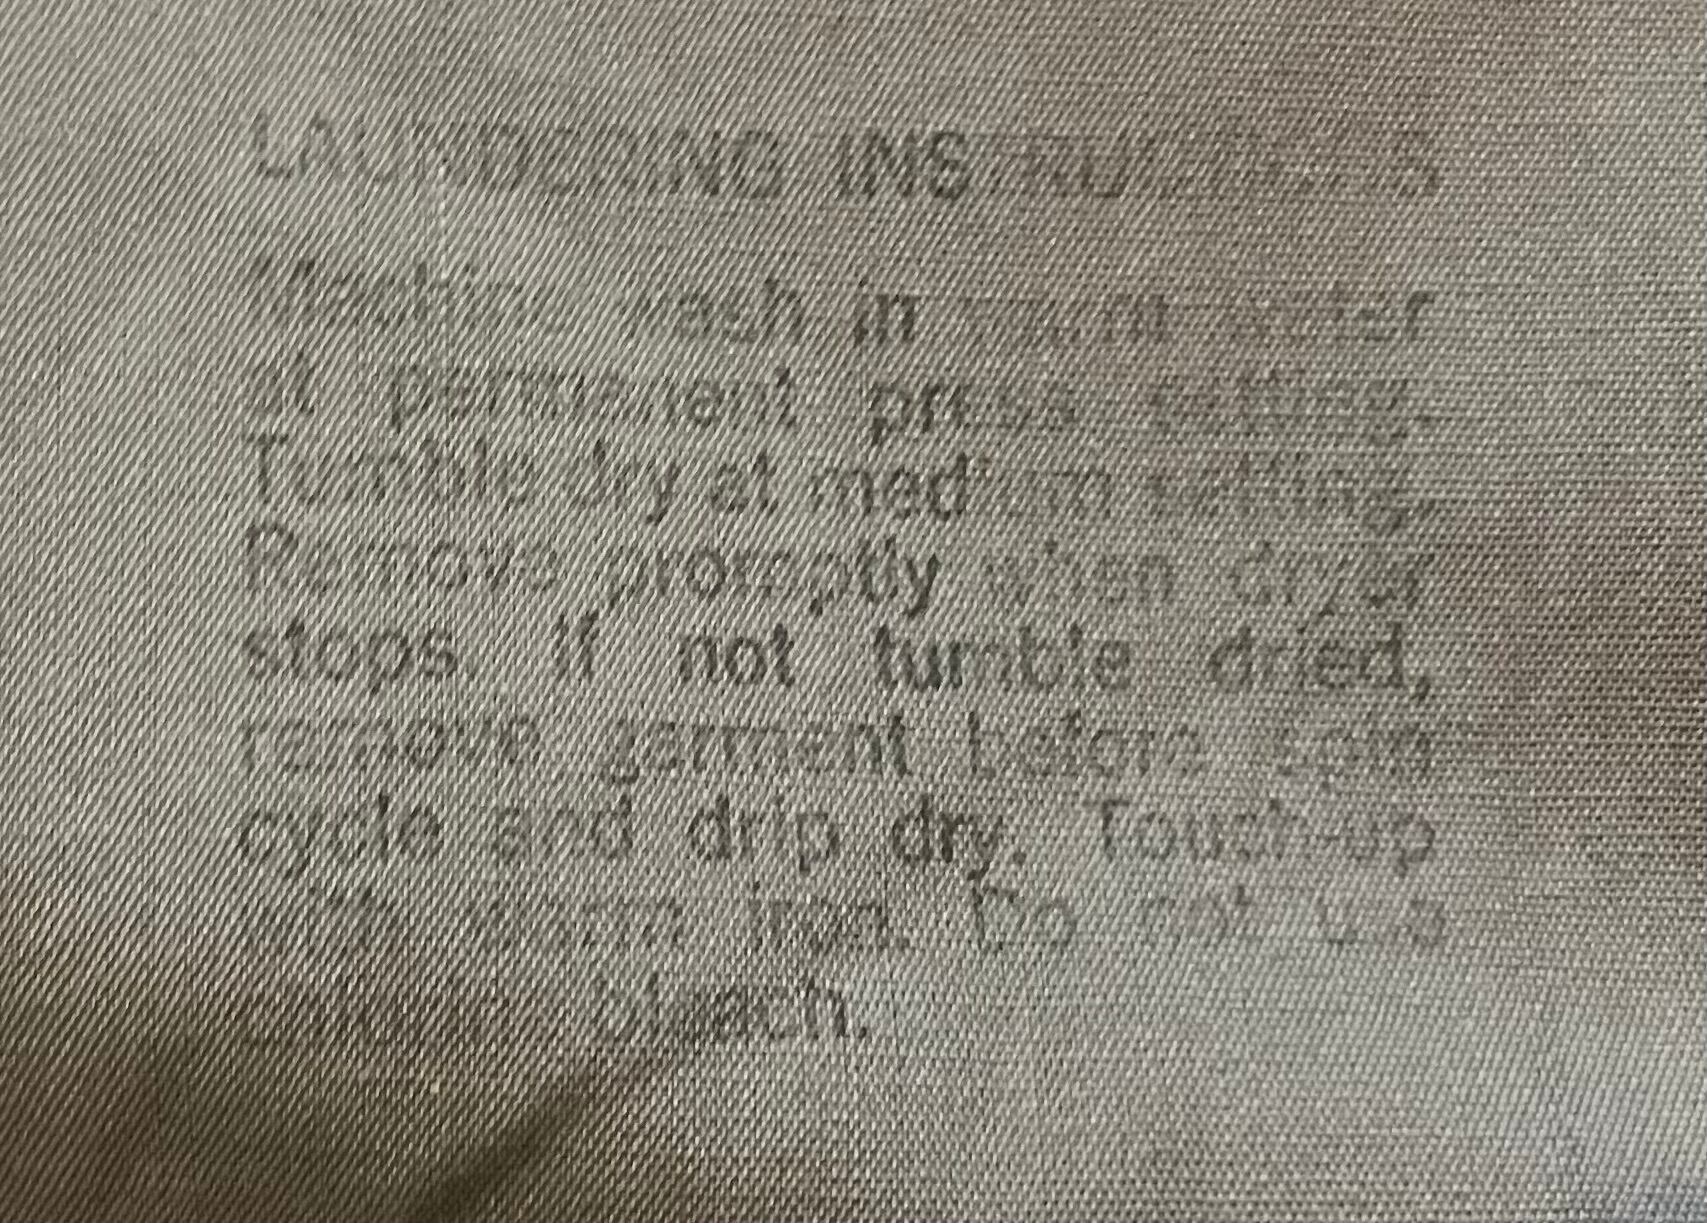 LAUNDERING INSTRUCTIONS
Machine wash in warm water
at permanent press setting.
Tumble dry at medium setting.
Remove promptly when dryer
stops. If not tumble dried,
remove garment before spin
cycle and drip dry. Touch-up
with steam iron. Do not use
bleach.